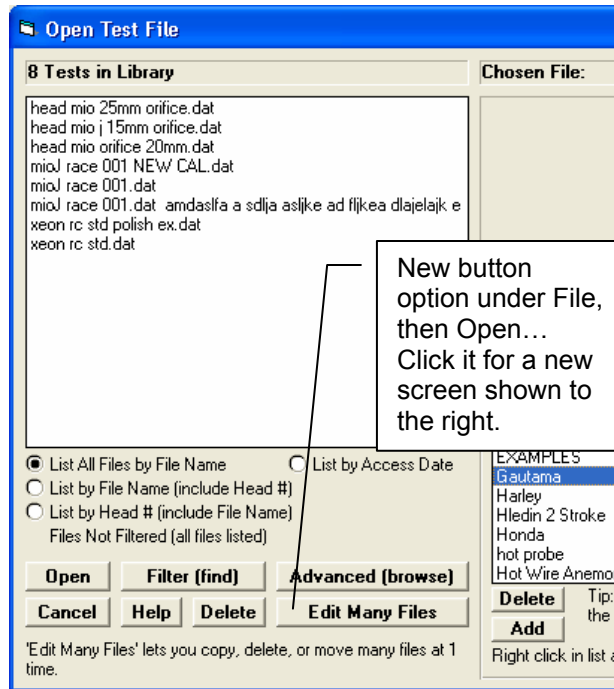 Open Test File
8 Tests in Library
Chosen File:
head mio 25mm orifice.dat
head mio j 15mm orifice.dat
head mio orifice 20mm.dat
mioJ race 001 NEW CAL.dat
mioJ race 001.dat
mioJ race 001.dat amdaslfa a sdlja asljke ad fljkea dlajelajk e
xeon rc std polish ex.dat
xeon rc std.dat
New button
option under File,
then Open…
Click it for a new
screen shown to
the right.
List All Files by File Name
List by Access Date
List by File Name (include Head #)
List by Head # (include File Name)
Files Not Filtered (all files listed)
Open
Filter (find)
Advanced (browse)
Cancel
Help
Delete
Edit Many Files
'Edit Many Files' lets you copy, delete, or move many files at 1
time.
EXAMPLES
Gautama
Harley
Hledin 2 Stroke
Honda
hot probe
Hot Wire Anemo
Delete
Tip:
the
Add
Right click in list a